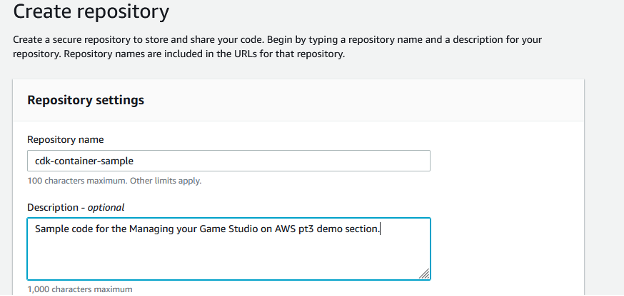 Create repository
Create a secure repository to store and share your code. Begin by typing a repository name and a description for your
repository. Repository names are included in the URLs for that repository.
Repository settings
Repository name
cdk-container-sample
100 characters maximum. Other limits apply.
Description - optional
Sample code for the Managing your Game Studio on AWS pt3 demo section.
1,000 characters maximum